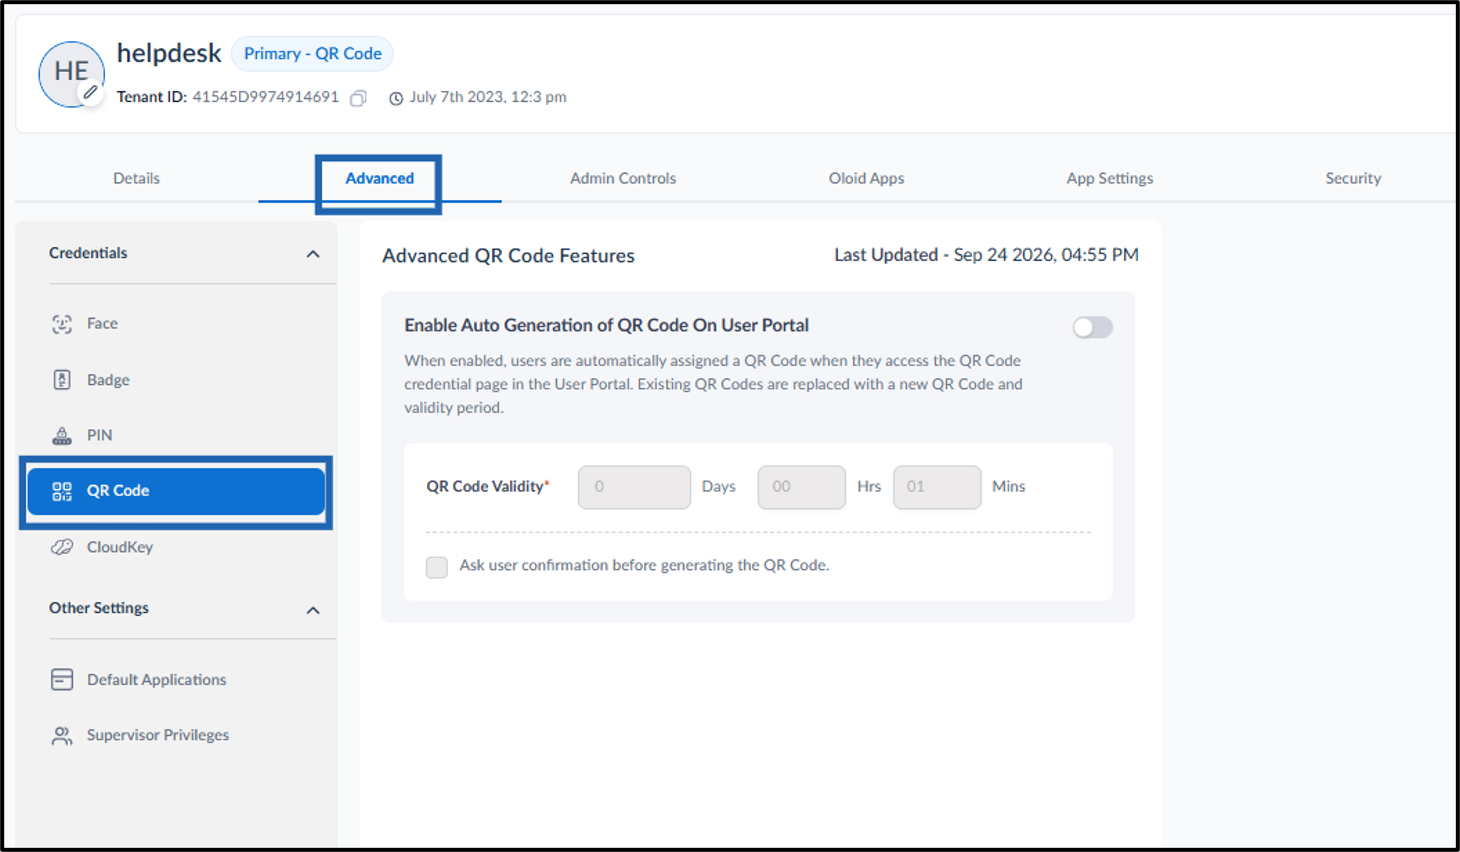 HE
helpdesk
Primary - QR Code
Tenant ID: 41545D9974914691
July 7th 2023, 12:3 pm
Details
Advanced
Admin Controls
Oloid Apps
App Settings
Security
Credentials
Face
Badge
PIN
QR Code
CloudKey
Other Settings
Default Applications
Supervisor Privileges
Advanced QR Code Features
Last Updated - Sep 24 2026, 04:55 PM
Enable Auto Generation of QR Code On User Portal
When enabled, users are automatically assigned a QR Code when they access the QR Code
credential page in the User Portal. Existing QR Codes are replaced with a new QR Code and
validity period.
QR Code Validity* 0 Days 00 Hrs 01 Mins
Ask user confirmation before generating the QR Code.